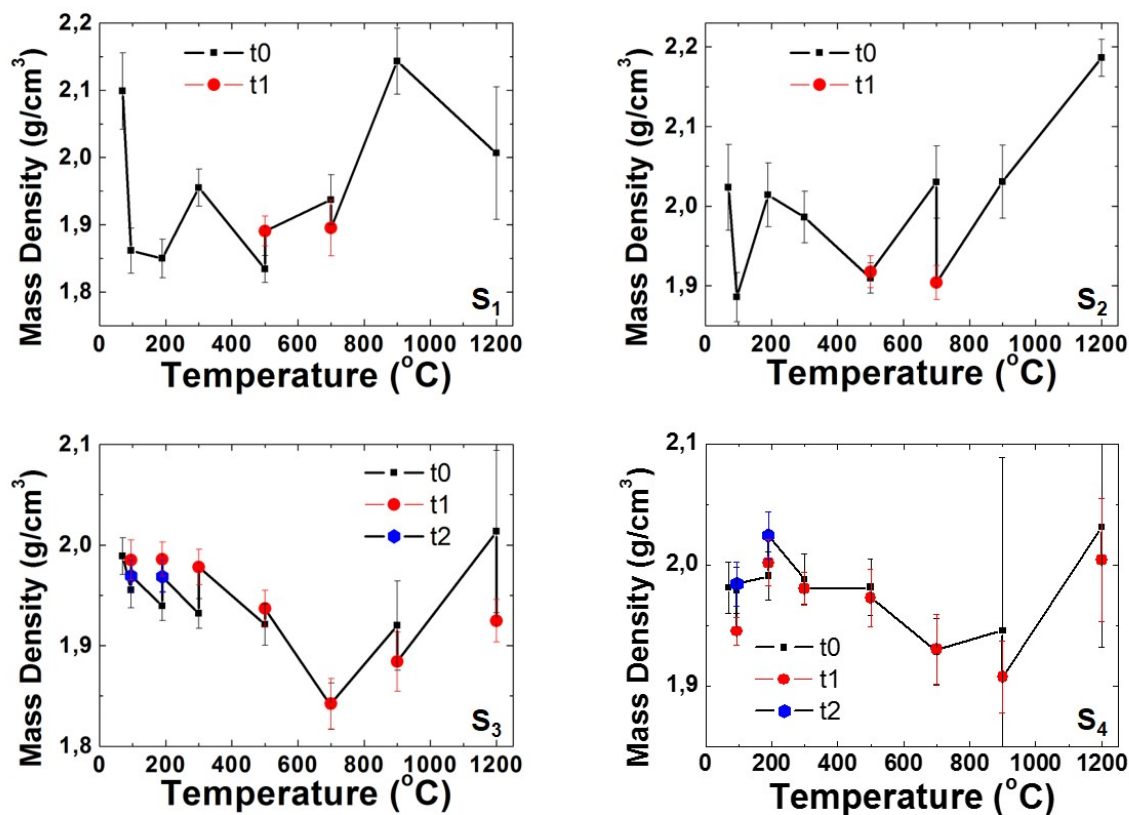 2,2
2,1
2,0
1,9
1,8
Mass Density (g/cm³)
t0
t1
S₁
0 200 400 600 800 1000 1200
Temperature (°C)
2,2
2,1
2,0
1,9
Mass Density (g/cm³)
t0
t1
S₂
0 200 400 600 800 1000 1200
Temperature (°C)
2,1
2,0
1,9
1,8
Mass Density (g/cm³)
t0
t1
t2
S₃
0 200 400 600 800 1000 1200
Temperature (°C)
2,1
2,0
1,9
Mass Density (g/cm³)
t0
t1
t2
S₄
0 200 400 600 800 1000 1200
Temperature (°C)